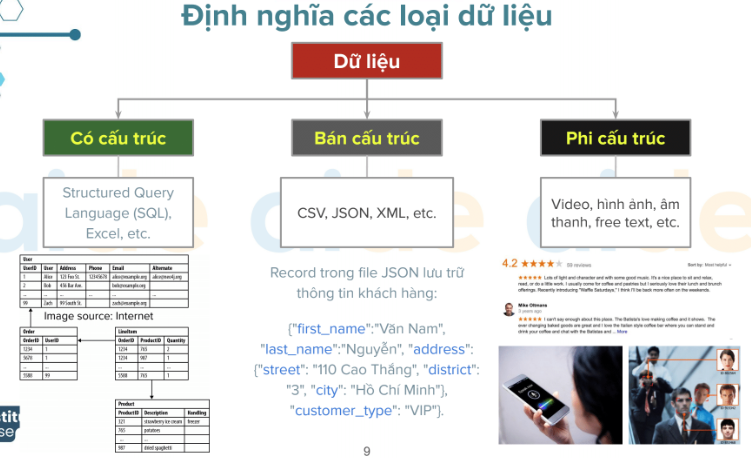 Định nghĩa các loại dữ liệu
Dữ liệu
Có cấu trúc
Bán cấu trúc
Phi cấu trúc
Structured Query
Language (SQL),
Excel, etc.
CSV, JSON, XML, etc.
Video, hình ảnh, âm
thanh, free text, etc.
User
UserID User Address Phone Email Alternate
1 Alice 123 Foo St. 12345678 alice@example.org alice@neo4j.org
2 Bob 456 Bar Ave. bob@example.org
... ... ... ...
99 Zach 99 South St. zach@example.org
Image source: Internet
Order
OrderID UserID
1234 1
5678 1
... ...
5588 99
LineItem
OrderID ProductID Quantity
1234 765 2
1234 987 1
... ... ...
5588 765 1
Product
ProductID Description Handling
321 strawberry ice cream freezer
765 potatoes
... ...
987 dried spaghetti
Record trong file JSON lưu trữ
thông tin khách hàng:
{"first_name":"Văn Nam",
"last_name":"Nguyễn", "address":
{"street": "110 Cao Thắng", "district":
"3", "city": "Hồ Chí Minh"},
"customer_type": "VIP"}.
4.2 ★★★★★ reviews
Sort by: Most helpful
★★★★★ Lots of light and character and with some good music. It's a nice place to sit and relax,
read, or do a little work. I usually come for coffee and pastries but I seriously love their lunch and brunch
offerings. Recently introducing "Waffle Saturdays," I think I'll be back more often on the weekends.
Mike Oltmans
3 years ago
★★★★★ I can't say enough about this place. The Batista's love making coffee and it shows. The
ever changing baked goods are great and I love the Italian style coffee bar where you can stand and
drink your coffee and chat with the Batistas and ... More
aide
aide
aide
9